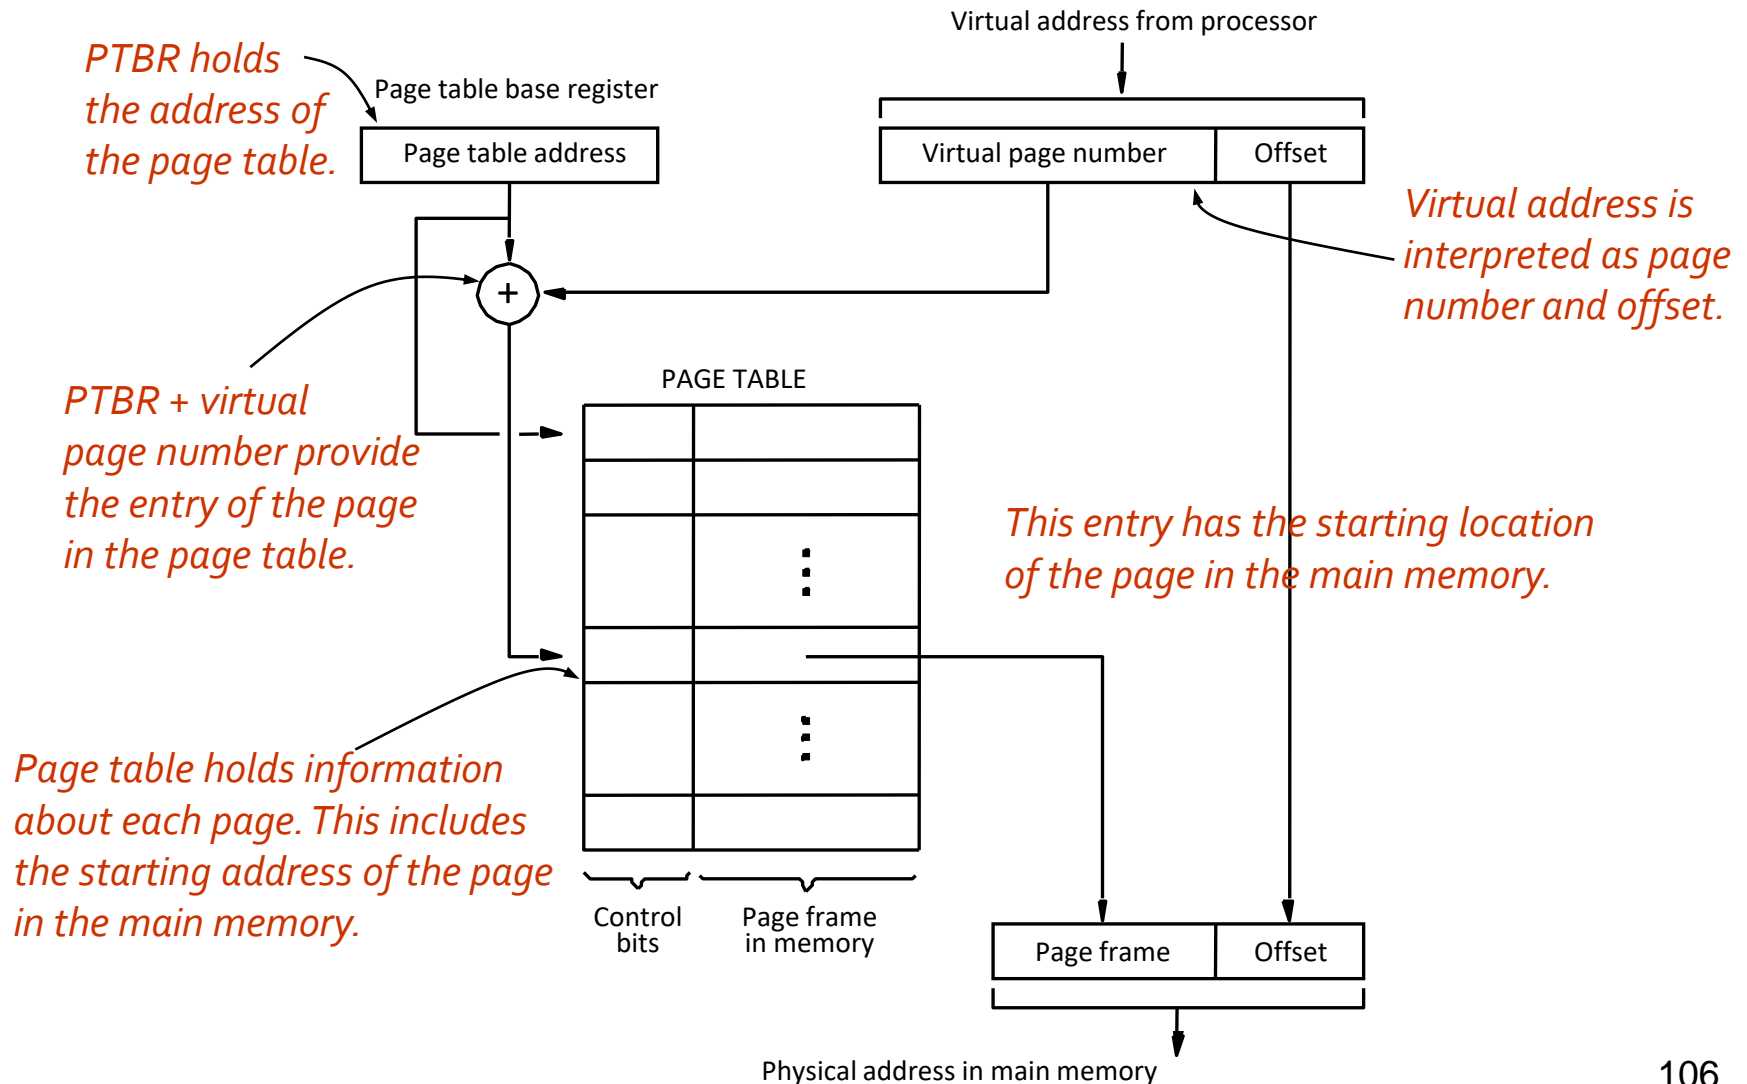 Virtual address from processor
PTBR holds
the address of
the page table.
Page table base register
Page table address
Virtual page number
Offset
Virtual address is
interpreted as page
number and offset.
+
PTBR + virtual
page number provide
the entry of the page
in the page table.
PAGE TABLE
This entry has the starting location
of the page in the main memory.
Page table holds information
about each page. This includes
the starting address of the page
in the main memory.
Control
bits
Page frame
in memory
Page frame
Offset
Physical address in main memory
106